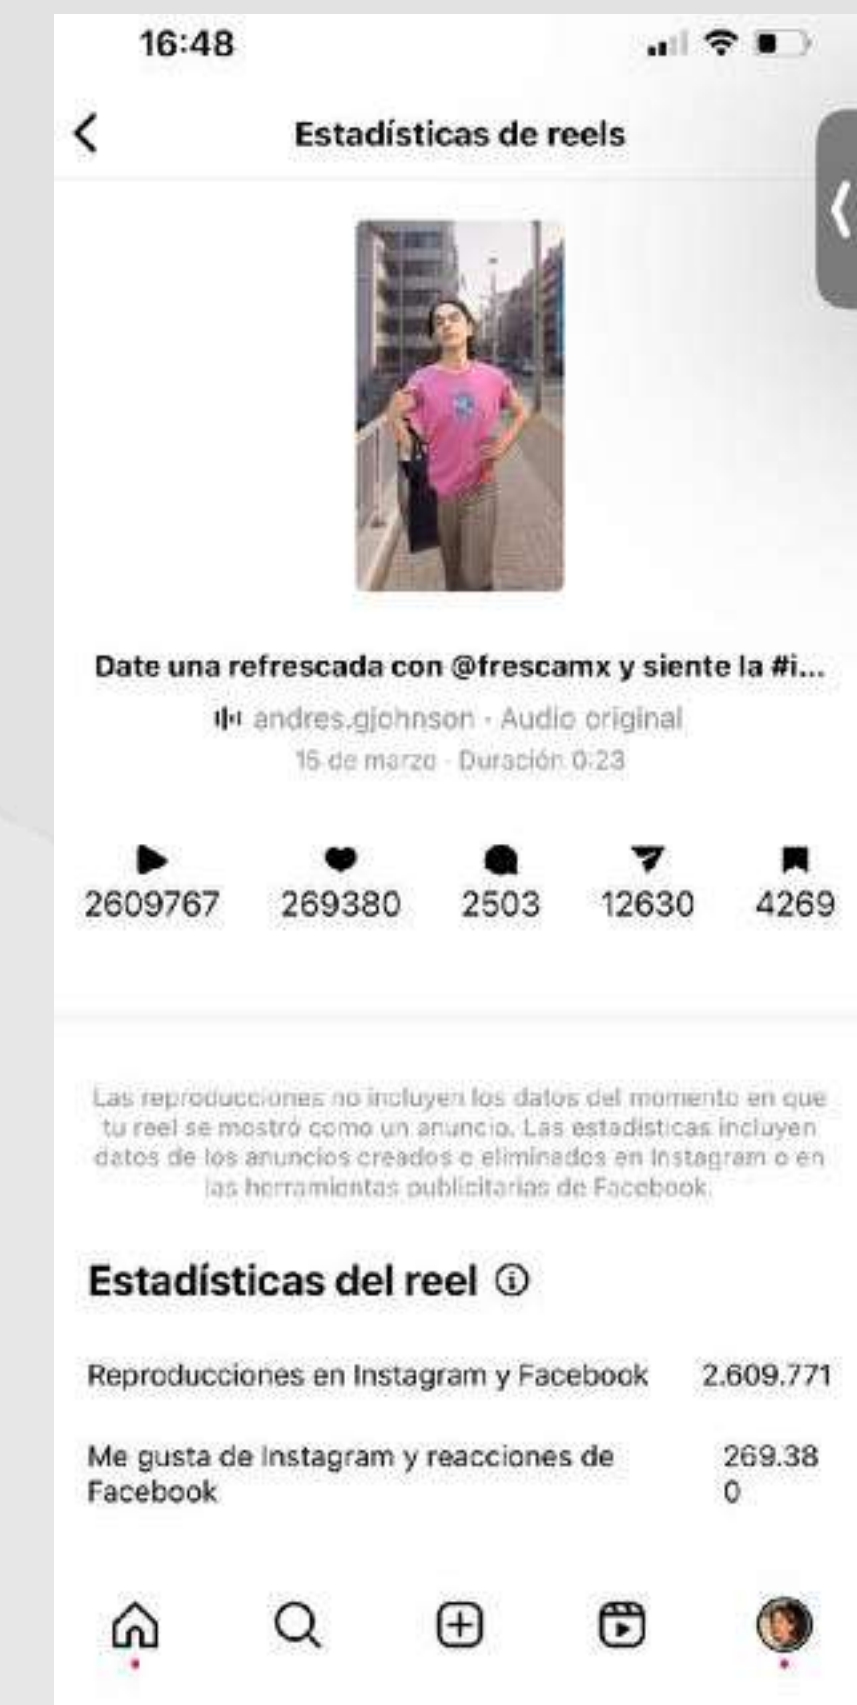 16:48
Estadísticas de reels
Date una refrescada con @frescamx y siente la #i...
andres.gjohnson · Audio original
15 de marzo · Duración 0:23
2609767 269380 2503 12630 4269
Las reproducciones no incluyen los datos del momento en que
tu reel se mostró como un anuncio. Las estadísticas incluyen
datos de los anuncios creados o eliminados en Instagram o en
las herramientas publicitarias de Facebook.
Estadísticas del reel
Reproducciones en Instagram y Facebook 2.609.771
Me gusta de Instagram y reacciones de 269.38
Facebook 0